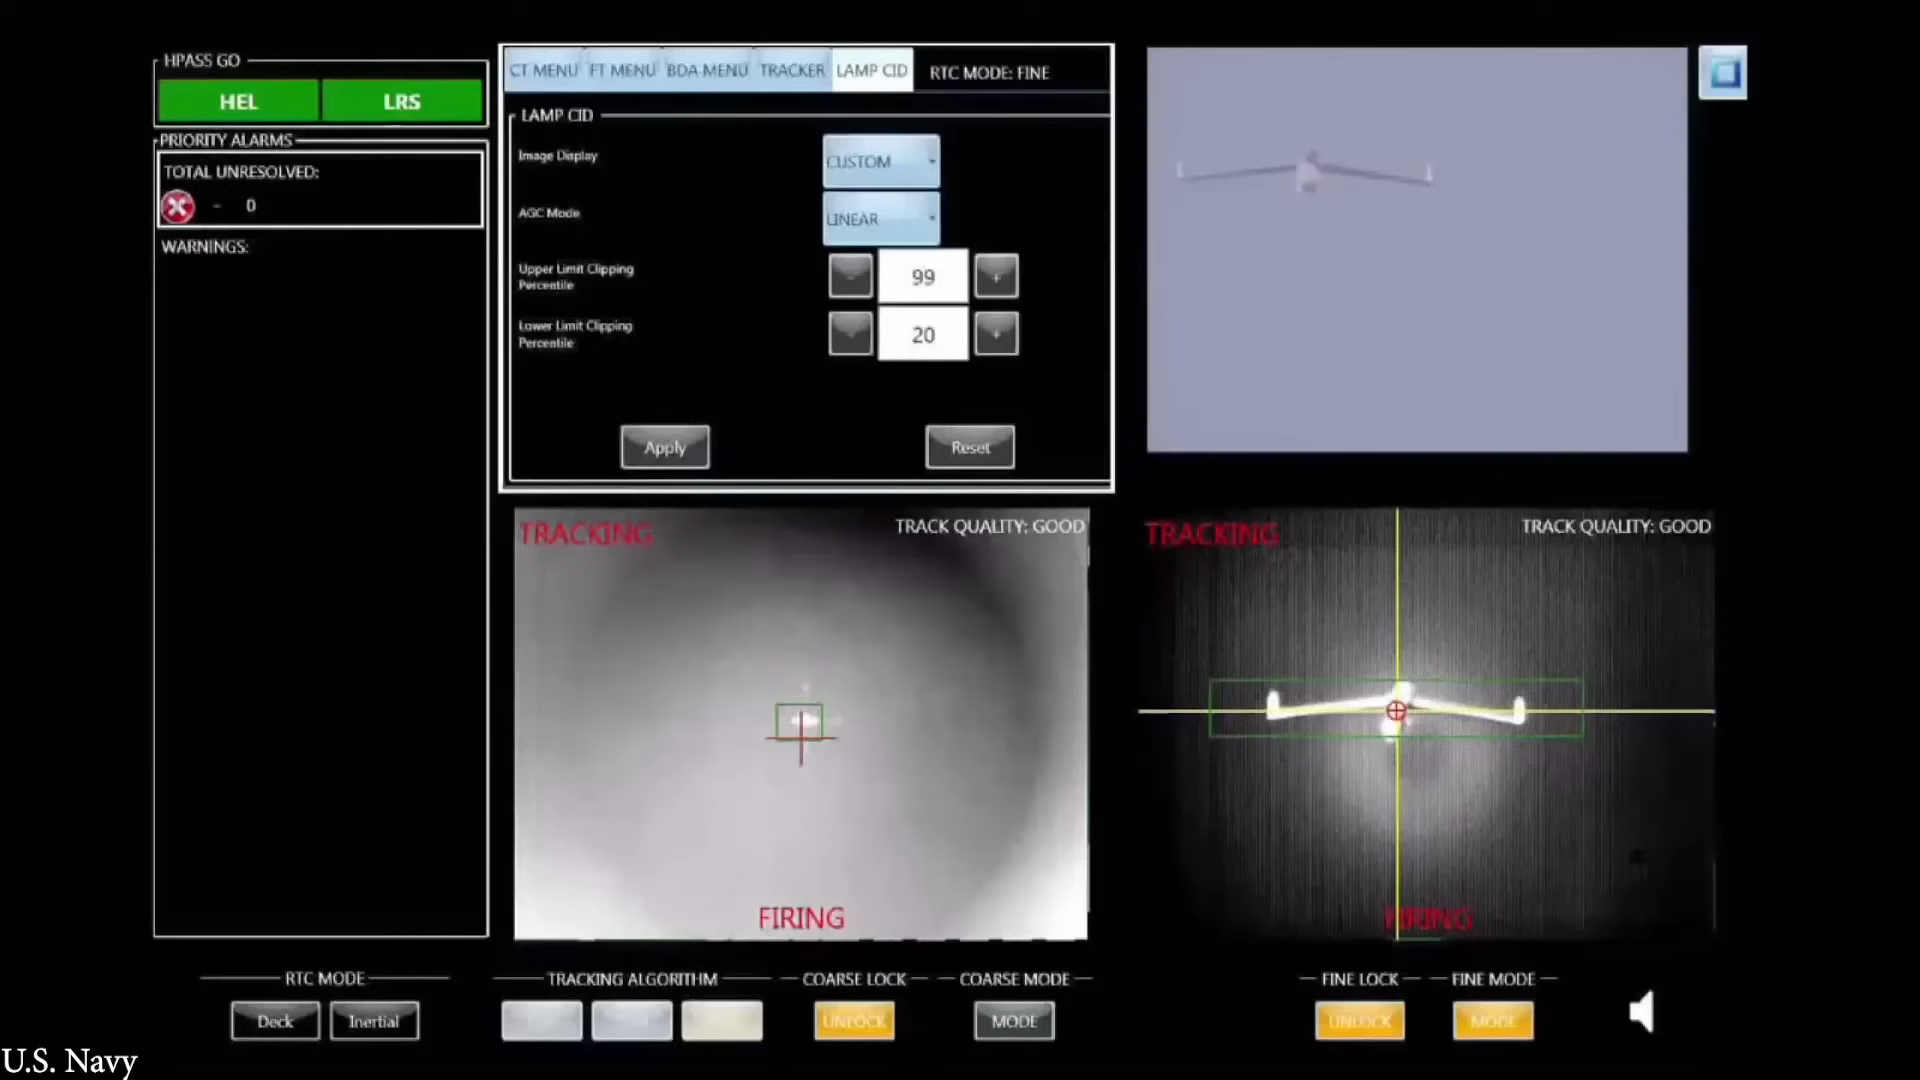 HPASS GO
HEL
LRS
PRIORITY ALARMS
TOTAL UNRESOLVED:
- 0
WARNINGS:
CT MENU
FT MENU
BDA MENU
TRACKER
LAMP CID
RTC MODE: FINE
LAMP CID
Image Display
CUSTOM
AGC Mode
LINEAR
Upper Limit Clipping
Percentile
-
99
+
Lower Limit Clipping
Percentile
-
20
+
Apply
Reset
TRACKING
TRACK QUALITY: GOOD
FIRING
TRACKING
TRACK QUALITY: GOOD
FIRING
RTC MODE
Deck
Inertial
TRACKING ALGORITHM
COARSE LOCK
UNLOCK
COARSE MODE
MODE
FINE LOCK
UNLOCK
FINE MODE
MODE
U.S. Navy